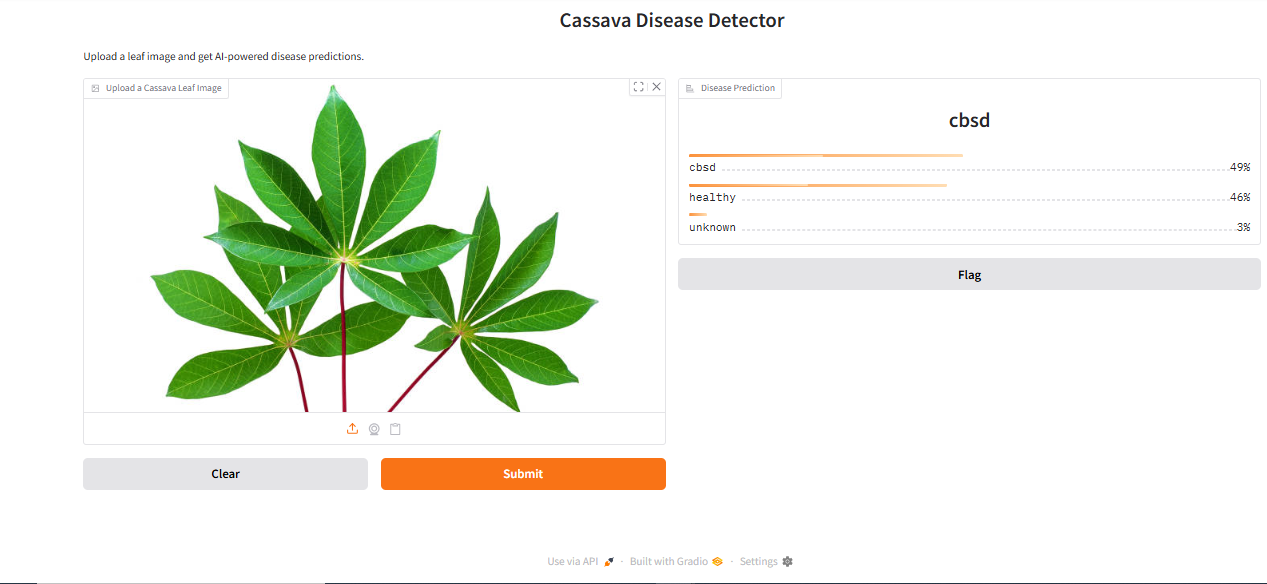 Cassava Disease Detector
Upload a leaf image and get AI-powered disease predictions.
Upload a Cassava Leaf Image
Disease Prediction
cbsd
cbsd 49%
healthy 46%
unknown 3%
Flag
Clear
Submit
Use via API · Built with Gradio · Settings